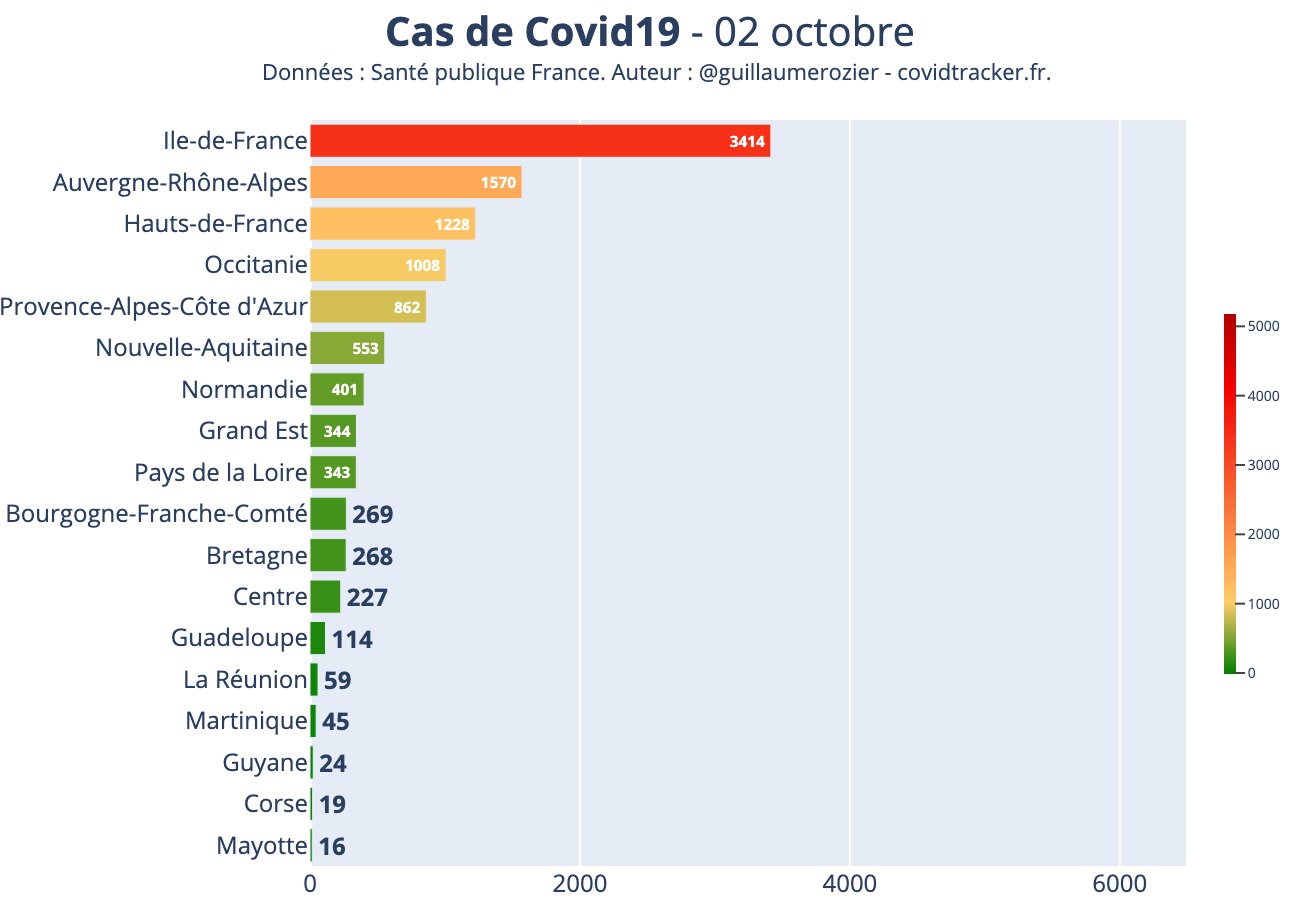 Cas de Covid19 - 02 octobre
Données : Santé publique France. Auteur : @guillaumerozier - covidtracker.fr.
Ile-de-France 3414
Auvergne-Rhône-Alpes 1570
Hauts-de-France 1228
Occitanie 1008
Provence-Alpes-Côte d'Azur 862
Nouvelle-Aquitaine 553
Normandie 401
Grand Est 344
Pays de la Loire 343
Bourgogne-Franche-Comté 269
Bretagne 268
Centre 227
Guadeloupe 114
La Réunion 59
Martinique 45
Guyane 24
Corse 19
Mayotte 16
0 2000 4000 6000
5000
4000
3000
2000
1000
0